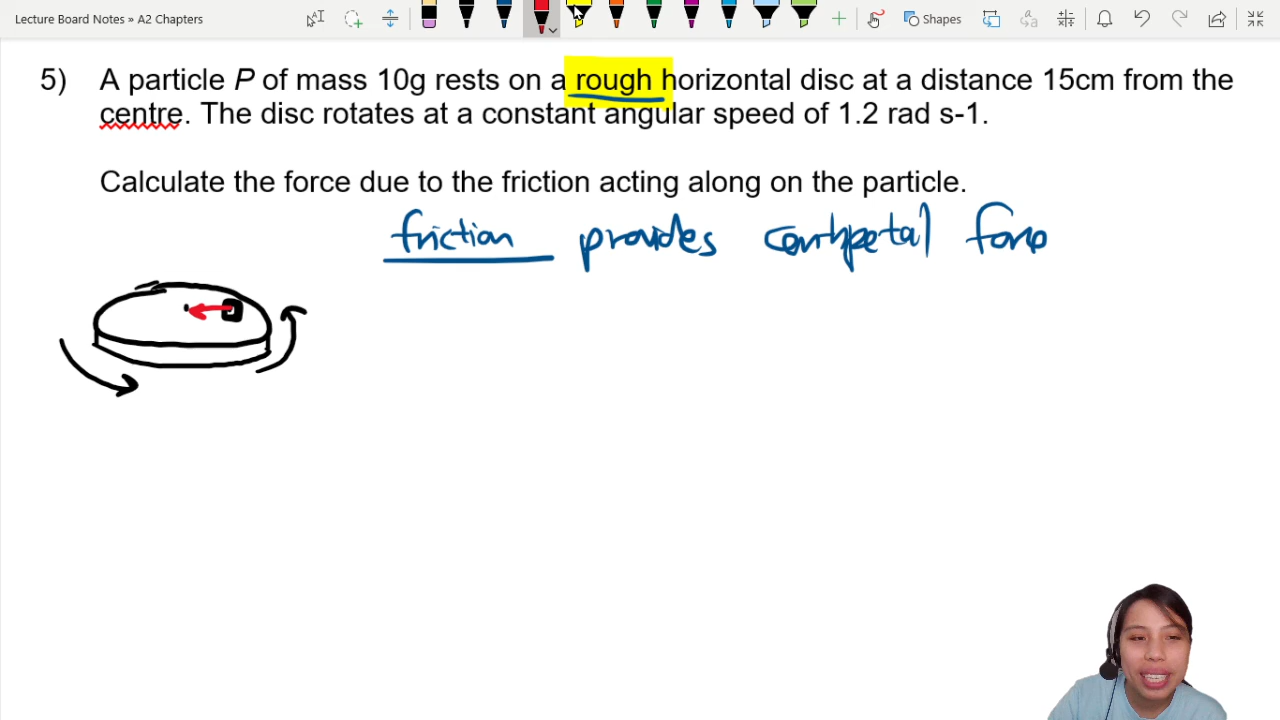 Lecture Board Notes » A2 Chapters
Shapes
5) A particle P of mass 10g rests on a rough horizontal disc at a distance 15cm from the
centre. The disc rotates at a constant angular speed of 1.2 rad s-1.
Calculate the force due to the friction acting along on the particle.
friction provides centripetal force